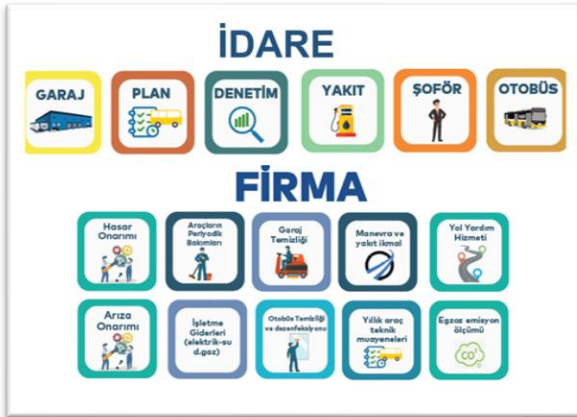 İDARE
GARAJ
PLAN
DENETİM
YAKIT
ŞOFÖR
OTOBÜS
FİRMA
Hasar
Onarımı
Araçların
Periyodik
Bakımları
Garaj
Temizliği
Manevra ve
yakıt ikmal
Yol Yardım
Hizmeti
Arıza
Onarımı
İşletme
Giderleri
(elektrik-su
d.gaz)
Otobüs Temizliği
ve dezenfeksiyonu
Yıllık araç
teknik
muayeneleri
Egzoz emisyon
ölçümü
CO²